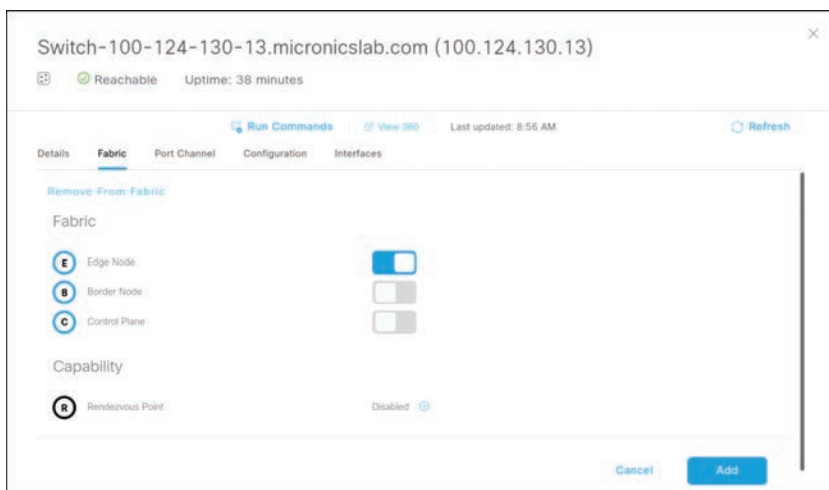 Switch-100-124-130-13.micronicslab.com (100.124.130.13)
Reachable Uptime: 38 minutes
Run Commands View 360 Last updated: 8:56 AM Refresh
Details Fabric Port Channel Configuration Interfaces
Remove From Fabric
Fabric
E Edge Node
B Border Node
C Control Plane
Capability
R Rendezvous Point Disabled
Cancel Add